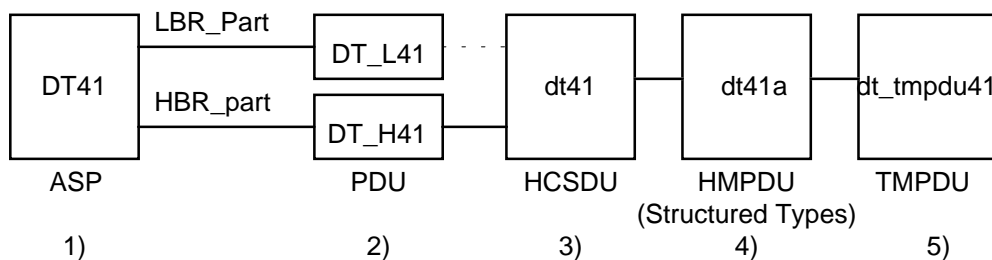 LBR_Part
DT_L41
DT41
dt41
dt41a
dt_tmpdu41
HBR_part
DT_H41
ASP
PDU
HCSDU
HMPDU
TMPDU
(Structured Types)
1)
2)
3)
4)
5)